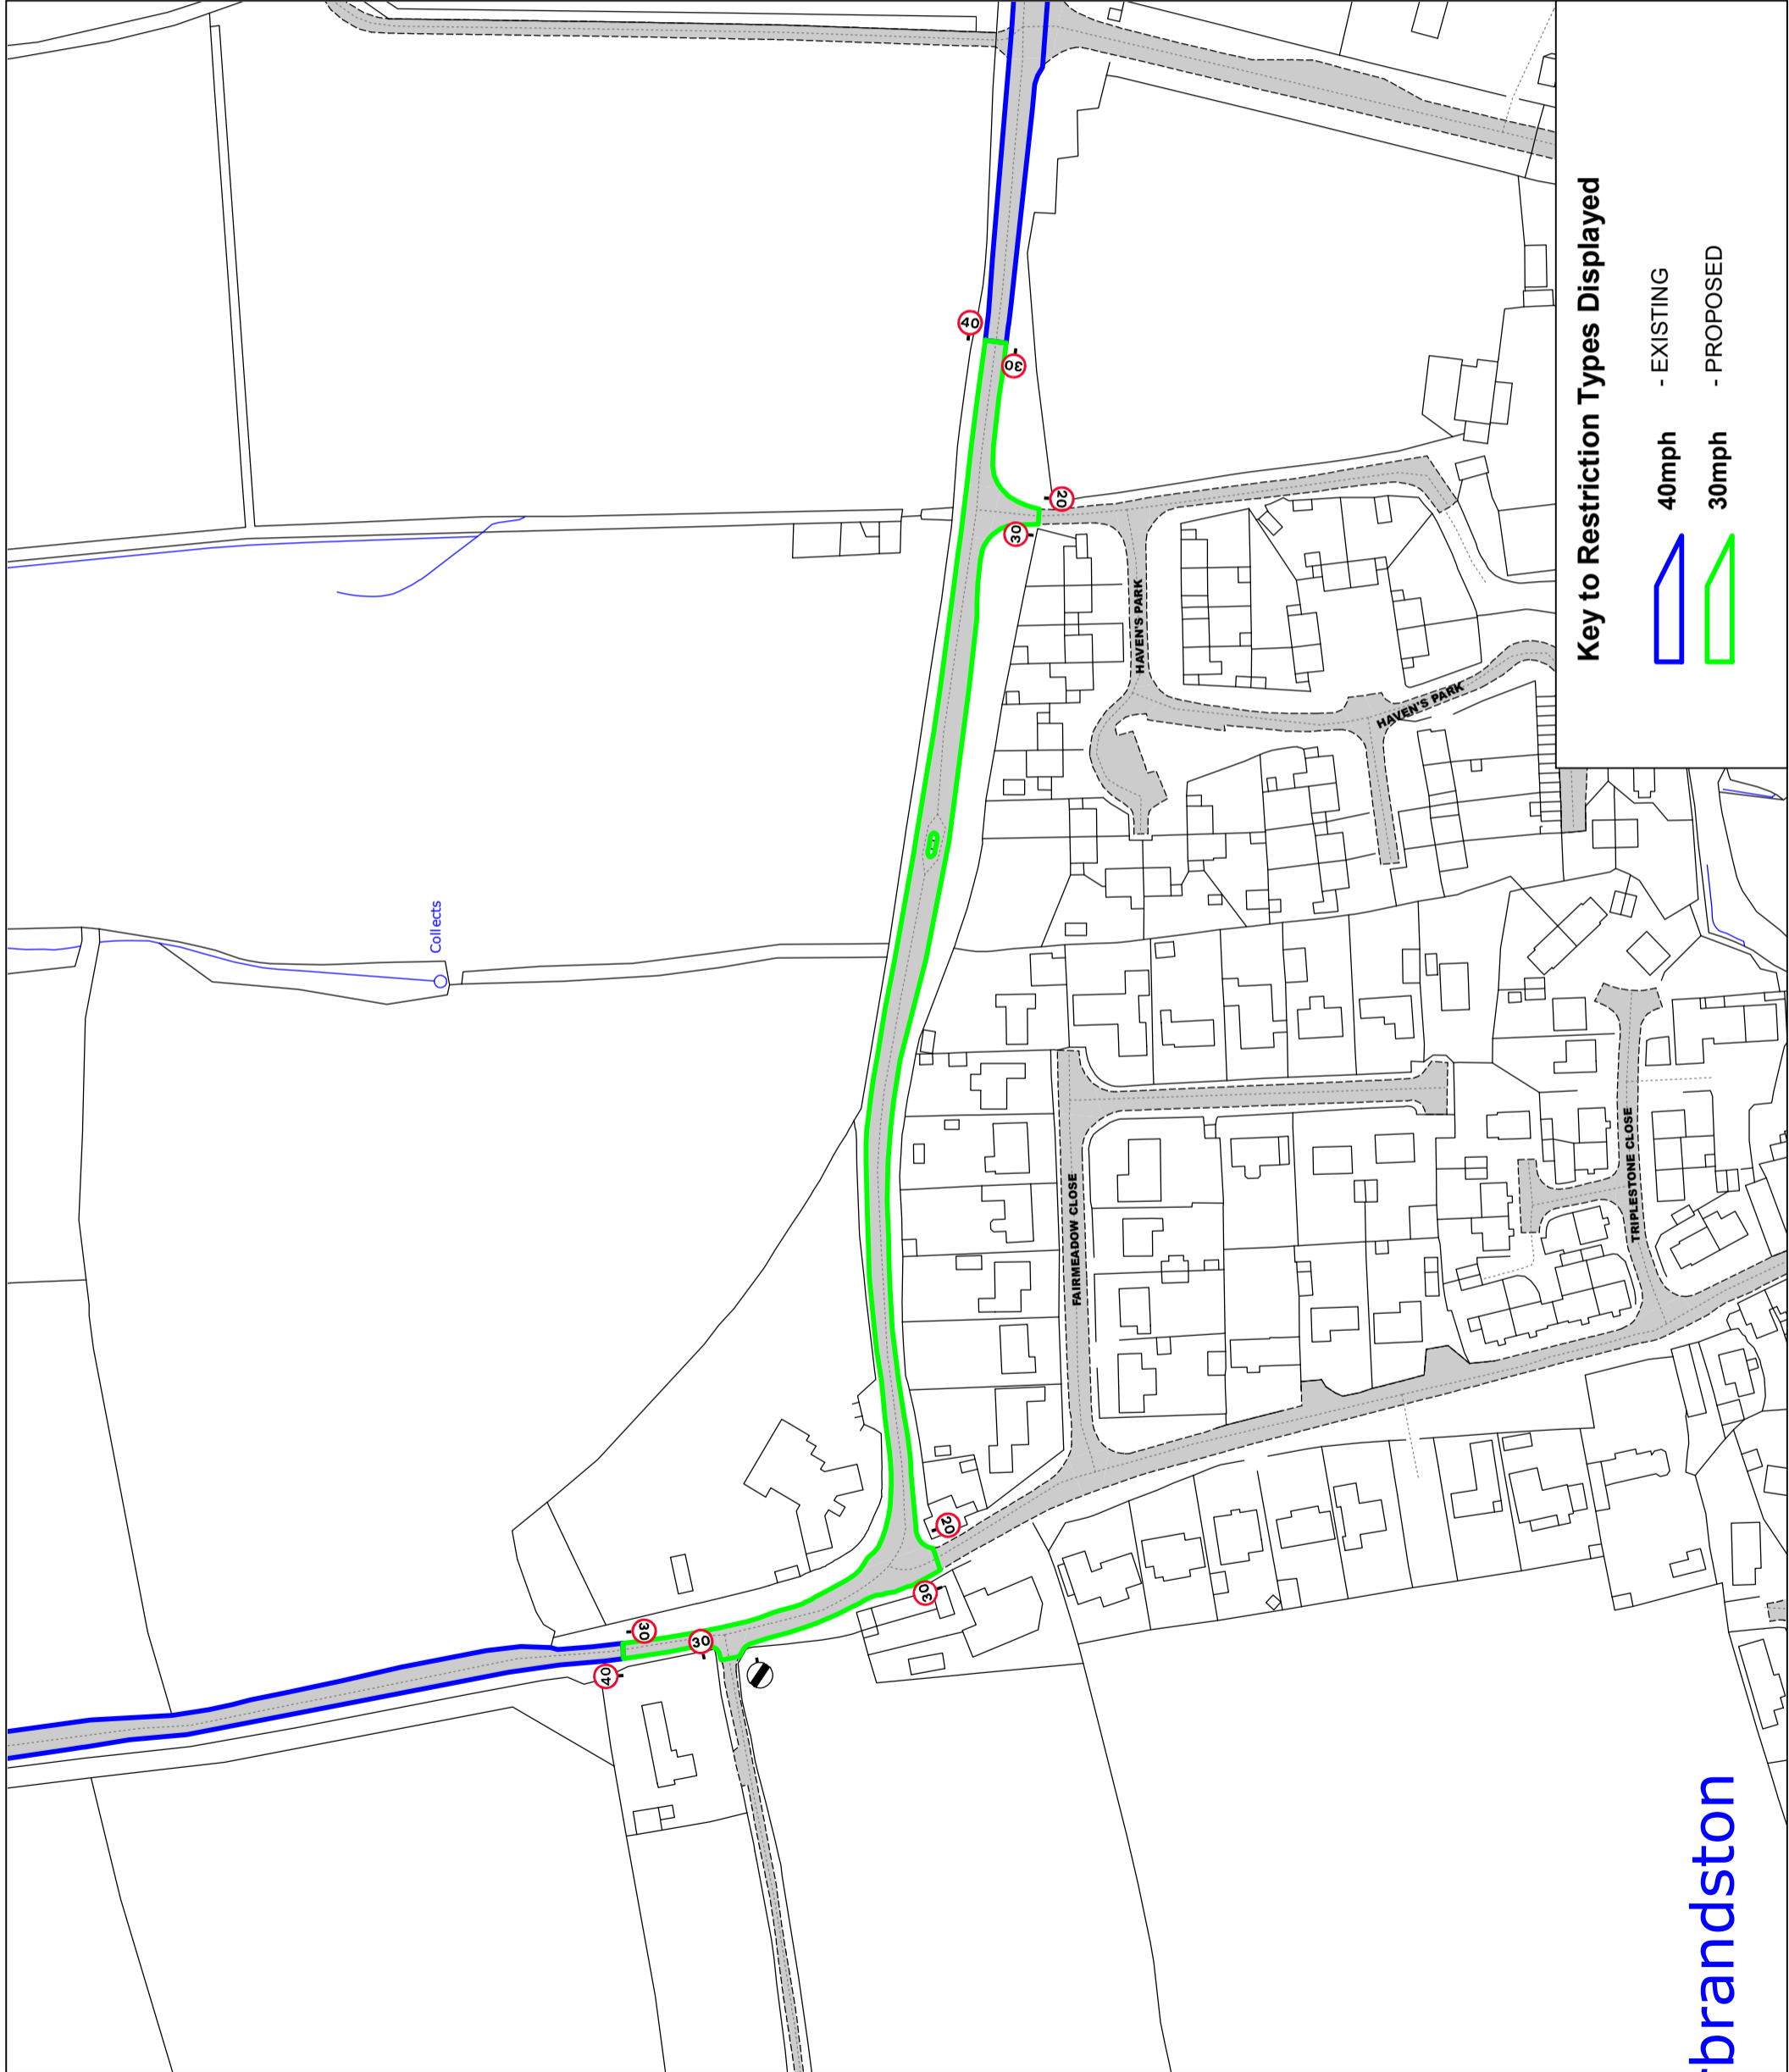 Collects
40
30
20
30
HAVEN'S PARK
HAVEN'S PARK
FAIRMEADOW CLOSE
TRIPLESTONE CLOSE
20
30
30
30
40
Key to Restriction Types Displayed
40mph - EXISTING
30mph - PROPOSED
brandston